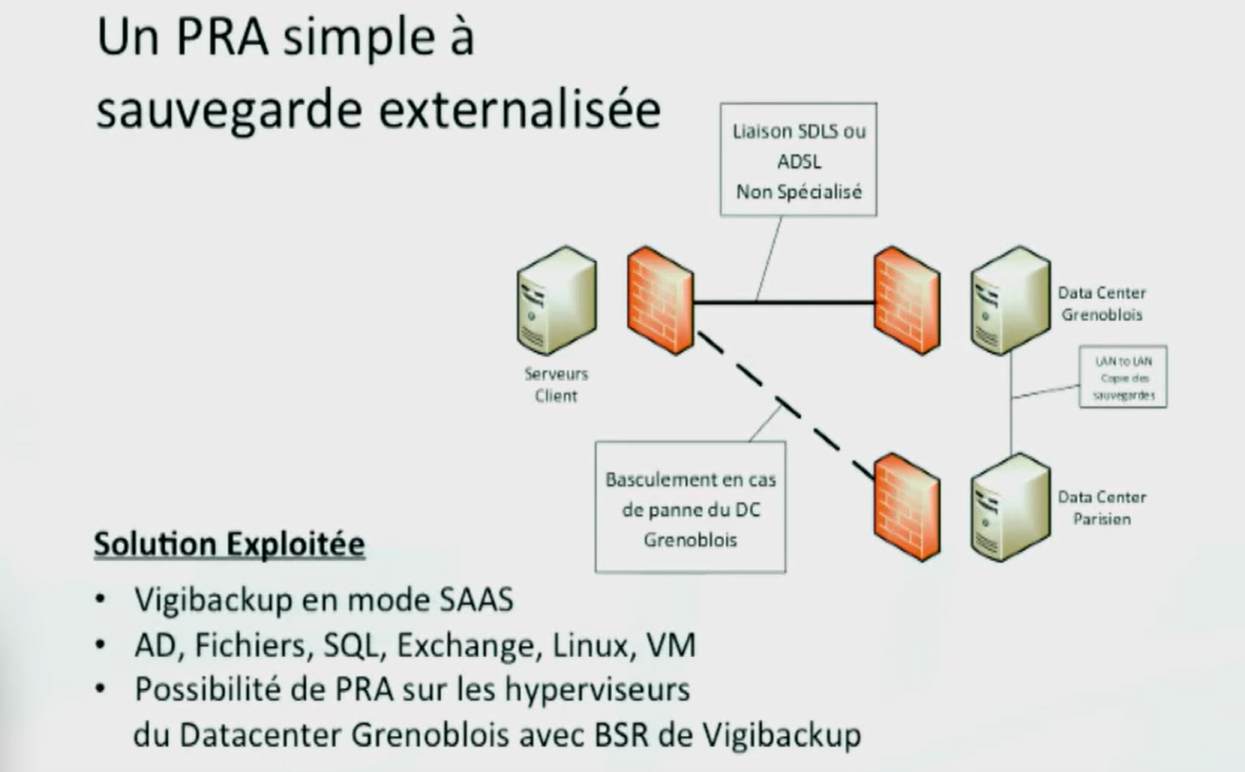 Un PRA simple à
sauvegarde externalisée
Liaison SDLS ou
ADSL
Non Spécialisé
Data Center
Grenoblois
LAN to LAN
Copie des
sauvegardes
Serveurs
Client
Basculement en cas
de panne du DC
Grenoblois
Data Center
Parisien
Solution Exploitée
• Vigibackup en mode SAAS
• AD, Fichiers, SQL, Exchange, Linux, VM
• Possibilité de PRA sur les hyperviseurs
du Datacenter Grenoblois avec BSR de Vigibackup